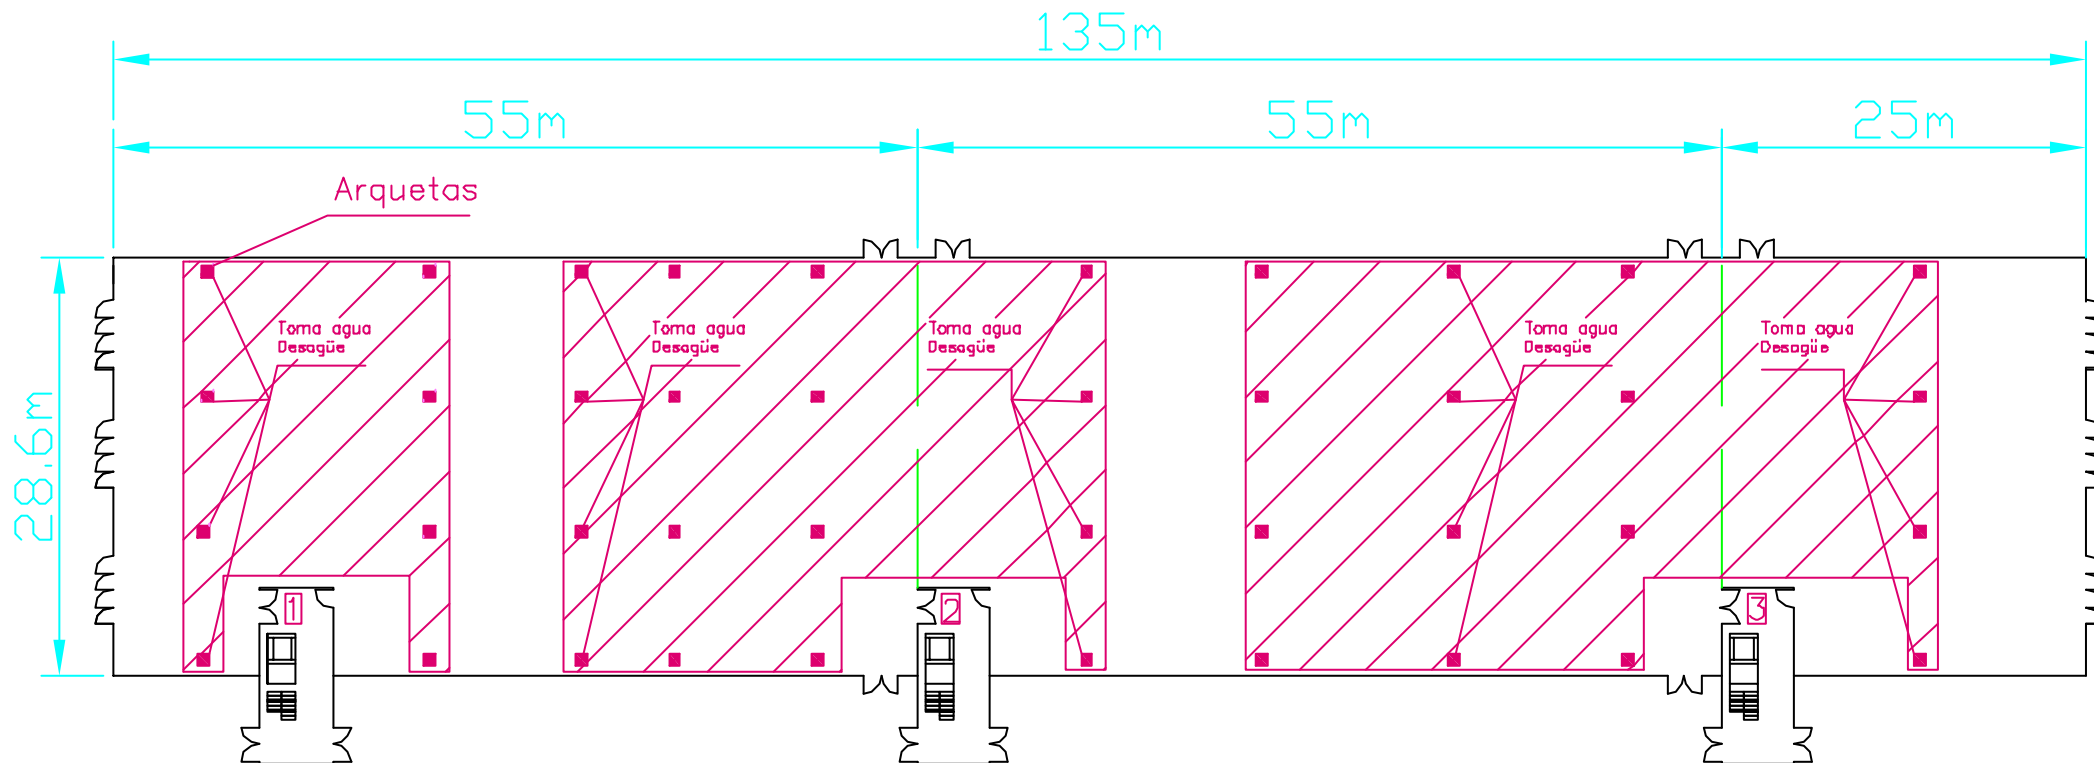 135m
55m
55m
25m
Arquetas
28.6m
Toma agua
Desagüe
Toma agua
Desagüe
Toma agua
Desagüe
Toma agua
Desagüe
Toma agua
Desagüe
1
2
3